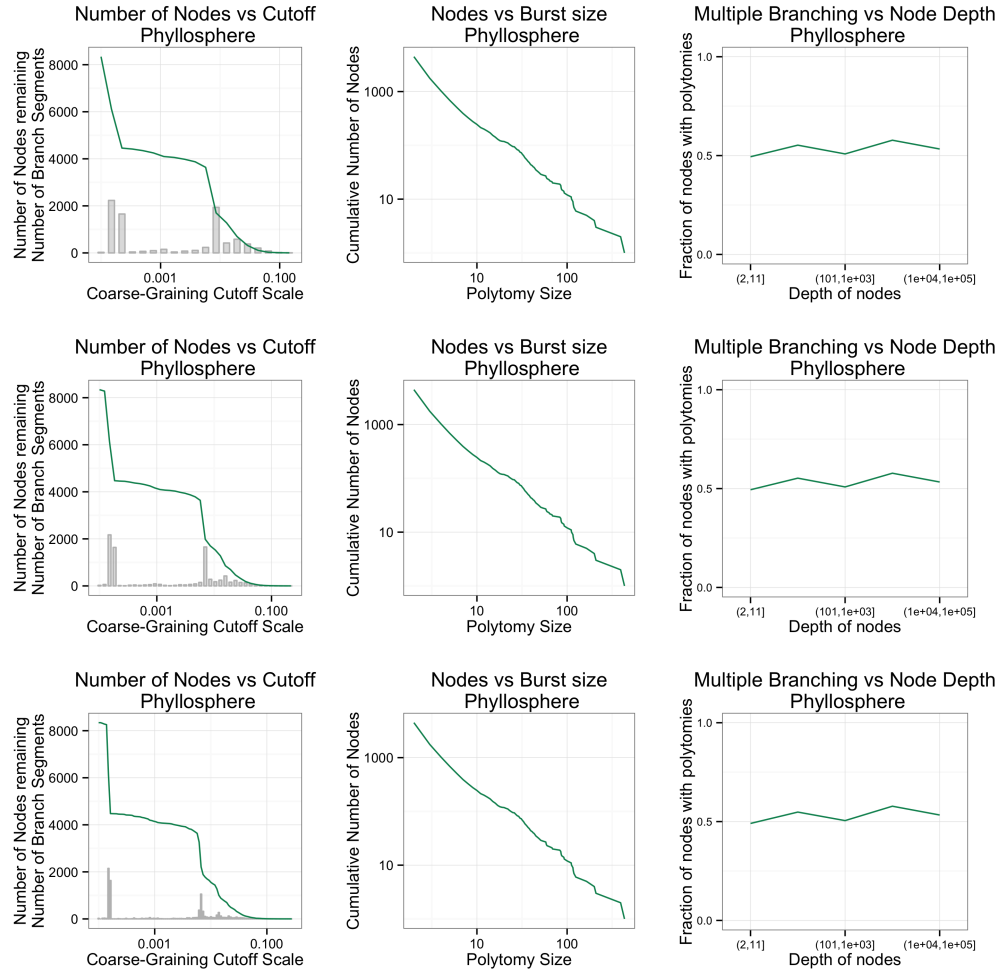 Number of Nodes vs Cutoff
Phyllosphere
Number of Nodes remaining
Number of Branch Segments
8000
6000
4000
2000
0
0.001
0.100
Coarse-Graining Cutoff Scale
Nodes vs Burst size
Phyllosphere
Cumulative Number of Nodes
1000
10
10
100
Polytomy Size
Multiple Branching vs Node Depth
Phyllosphere
Fraction of nodes with polytomies
1.0
0.5
0.0
(2,11]
(101,1e+03]
(1e+04,1e+05]
Depth of nodes
Number of Nodes vs Cutoff
Phyllosphere
Number of Nodes remaining
Number of Branch Segments
8000
6000
4000
2000
0
0.001
0.100
Coarse-Graining Cutoff Scale
Nodes vs Burst size
Phyllosphere
Cumulative Number of Nodes
1000
10
10
100
Polytomy Size
Multiple Branching vs Node Depth
Phyllosphere
Fraction of nodes with polytomies
1.0
0.5
0.0
(2,11]
(101,1e+03]
(1e+04,1e+05]
Depth of nodes
Number of Nodes vs Cutoff
Phyllosphere
Number of Nodes remaining
Number of Branch Segments
8000
6000
4000
2000
0
0.001
0.100
Coarse-Graining Cutoff Scale
Nodes vs Burst size
Phyllosphere
Cumulative Number of Nodes
1000
10
10
100
Polytomy Size
Multiple Branching vs Node Depth
Phyllosphere
Fraction of nodes with polytomies
1.0
0.5
0.0
(2,11]
(101,1e+03]
(1e+04,1e+05]
Depth of nodes